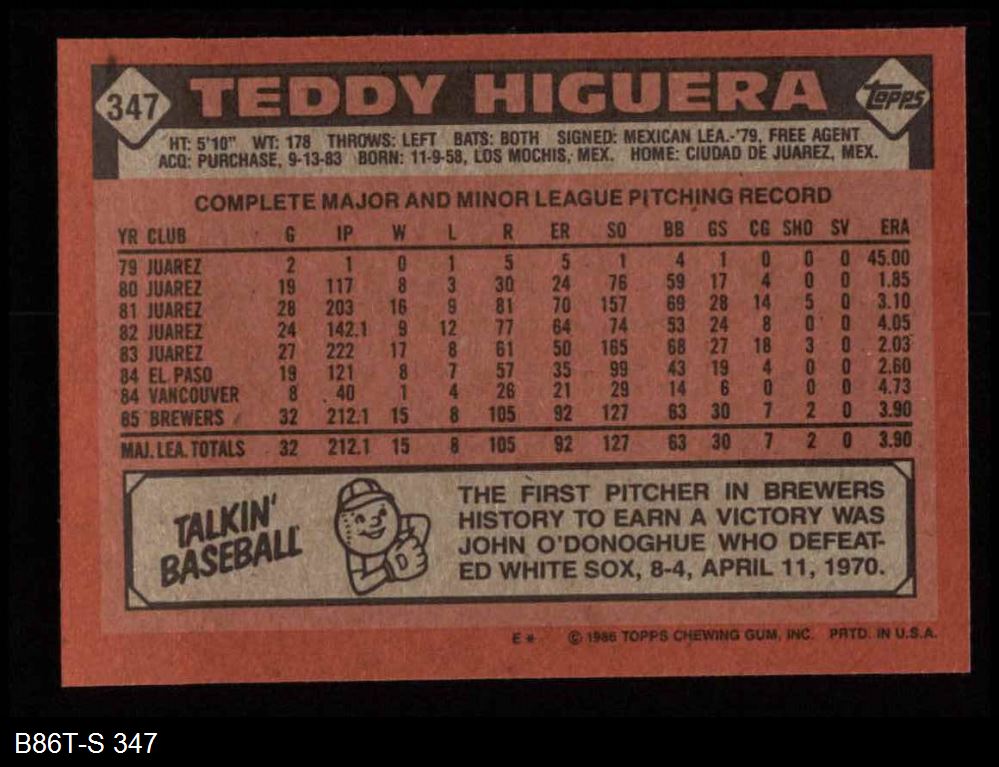 347 TEDDY HIGUERA Topps
HT: 5'10" WT: 178 THROWS: LEFT BATS: BOTH SIGNED: MEXICAN LEA.-'79, FREE AGENT
ACQ: PURCHASE, 9-13-83 BORN: 11-9-58, LOS MOCHIS, MEX. HOME: CIUDAD DE JUAREZ, MEX.
COMPLETE MAJOR AND MINOR LEAGUE PITCHING RECORD
YR CLUB G IP W L R ER SO BB GS CG SHO SV ERA
79 JUAREZ 2 1 0 1 5 5 1 4 1 0 0 0 45.00
80 JUAREZ 19 117 8 3 30 24 76 59 17 4 0 0 1.85
81 JUAREZ 28 203 16 9 81 70 157 69 28 14 5 0 3.10
82 JUAREZ 24 142.1 9 12 77 64 74 53 24 8 0 0 4.05
83 JUAREZ 27 222 17 8 61 50 165 68 27 18 3 0 2.03
84 EL PASO 19 121 8 7 57 35 99 43 19 4 0 0 2.60
84 VANCOUVER 8 40 1 4 26 21 29 14 6 0 0 0 4.73
85 BREWERS 32 212.1 15 8 105 92 127 63 30 7 2 0 3.90
MAJ. LEA. TOTALS 32 212.1 15 8 105 92 127 63 30 7 2 0 3.90
TALKIN'
BASEBALL
THE FIRST PITCHER IN BREWERS
HISTORY TO EARN A VICTORY WAS
JOHN O'DONOGHUE WHO DEFEAT-
ED WHITE SOX, 8-4, APRIL 11, 1970.
E* © 1986 TOPPS CHEWING GUM, INC. PRTD. IN U.S.A.
B86T-S 347